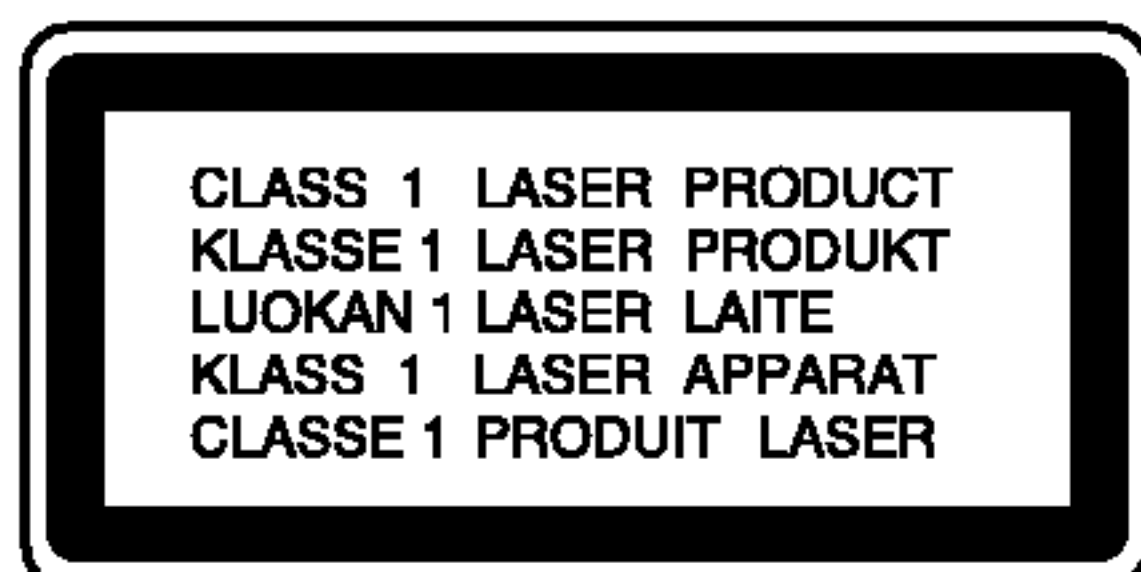 CLASS 1 LASER PRODUCT
KLASSE 1 LASER PRODUKT
LUOKAN 1 LASER LAITE
KLASS 1 LASER APPARAT
CLASSE 1 PRODUIT LASER